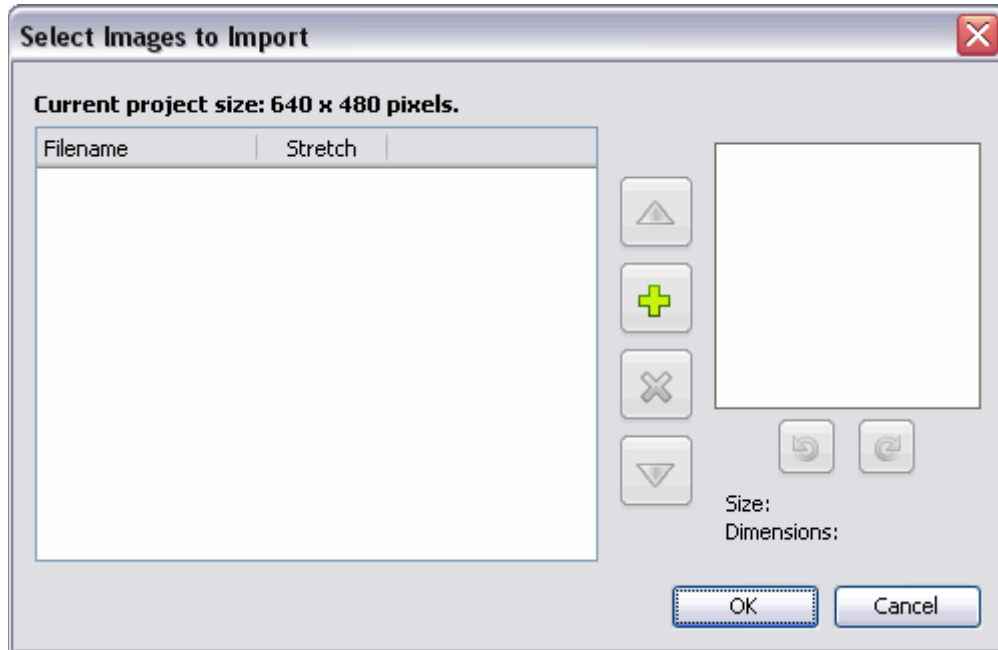 Select Images to Import
Current project size: 640 x 480 pixels.
Filename Stretch
Size:
Dimensions:
OK Cancel